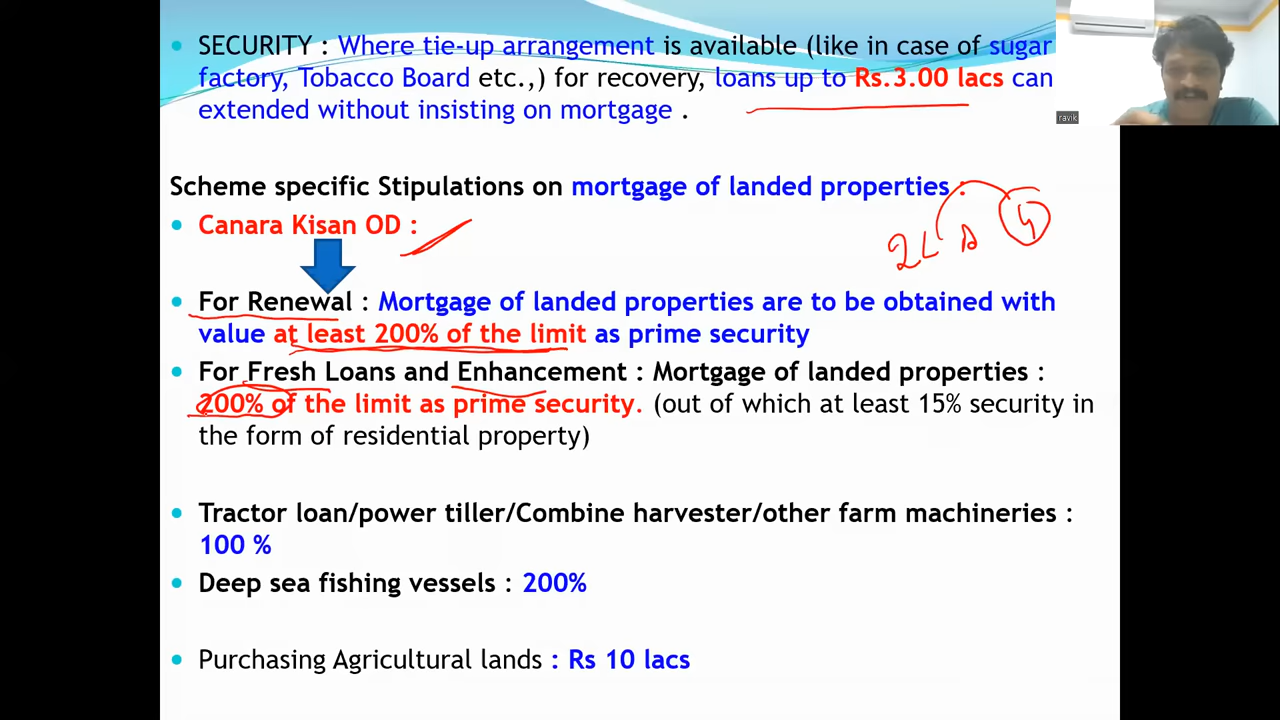 SECURITY : Where tie-up arrangement is available (like in case of sugar
factory, Tobacco Board etc.,) for recovery, loans up to Rs.3.00 lacs can
extended without insisting on mortgage .
ravik
Scheme specific Stipulations on mortgage of landed properties :
Canara Kisan OD :
2L
For Renewal : Mortgage of landed properties are to be obtained with
value at least 200% of the limit as prime security
For Fresh Loans and Enhancement : Mortgage of landed properties :
200% of the limit as prime security. (out of which at least 15% security in
the form of residential property)
Tractor loan/power tiller/Combine harvester/other farm machineries :
100 %
Deep sea fishing vessels : 200%
Purchasing Agricultural lands : Rs 10 lacs